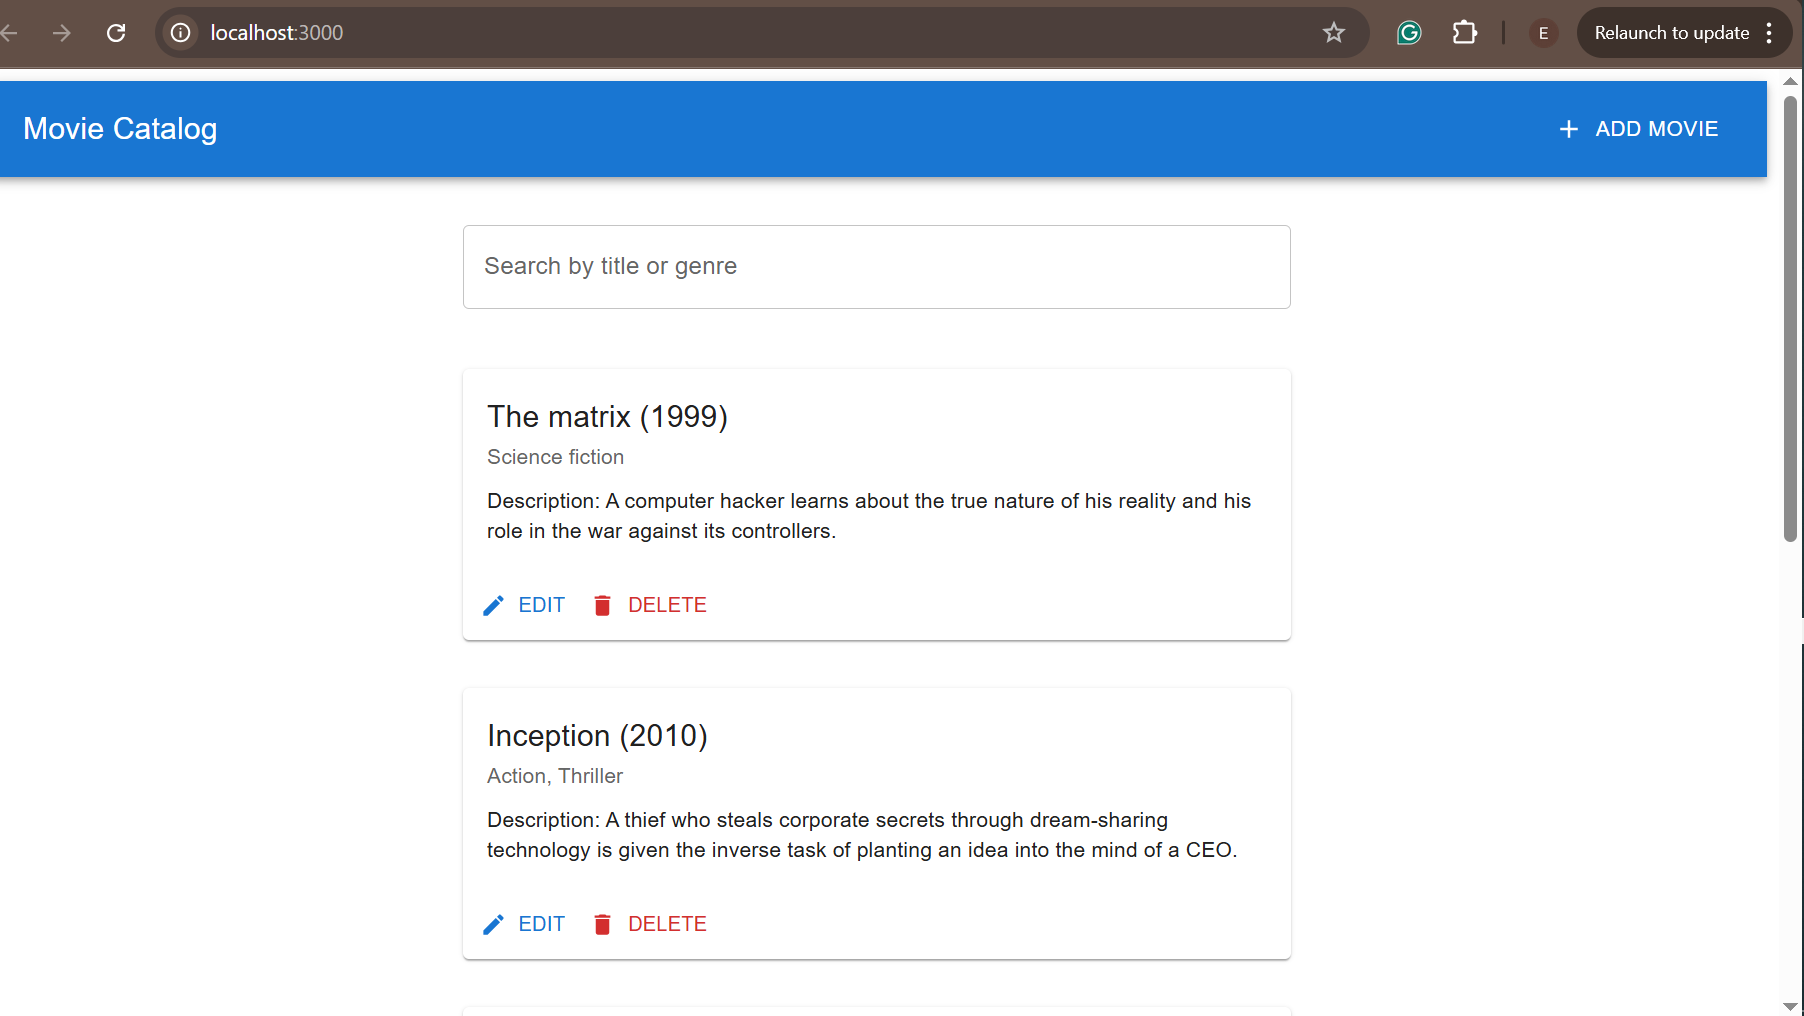 localhost:3000
E
Relaunch to update
Movie Catalog
+ ADD MOVIE
Search by title or genre
The matrix (1999)
Science fiction
Description: A computer hacker learns about the true nature of his reality and his
role in the war against its controllers.
EDIT DELETE
Inception (2010)
Action, Thriller
Description: A thief who steals corporate secrets through dream-sharing
technology is given the inverse task of planting an idea into the mind of a CEO.
EDIT DELETE